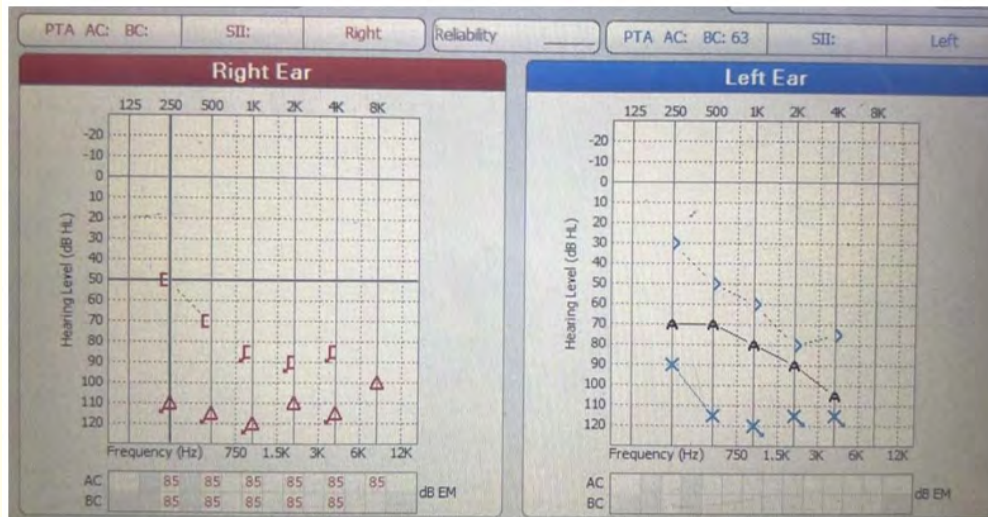 PTA AC: BC: SII: Right Reliability PTA AC: BC: 63 SII: Left
Right Ear
125 250 500 1K 2K 4K 8K
-20
-10
0
10
20
30
40
50
60
70
80
90
100
110
120
Hearing Level (dB HL)
Frequency (Hz) 750 1.5K 3K 6K 12K
AC 85 85 85 85 85 85
BC 85 85 85 85 85
dB EM
Left Ear
125 250 500 1K 2K 4K 8K
-20
-10
0
10
20
30
40
50
60
70
80
90
100
110
120
Hearing Level (dB HL)
A A A A A
Frequency (Hz) 750 1.5K 3K 6K 12K
AC
BC
dB EM